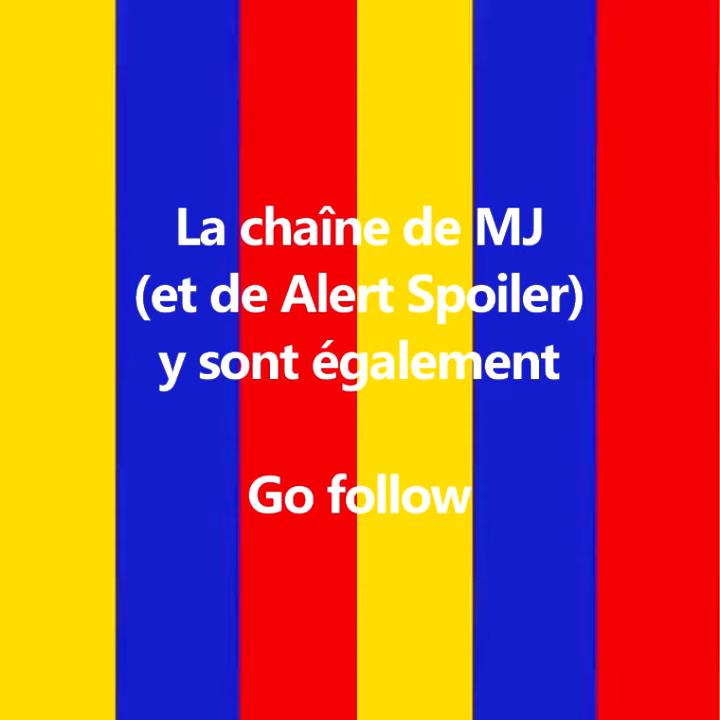 La chaîne de MJ
(et de Alert Spoiler)
y sont également
Go follow